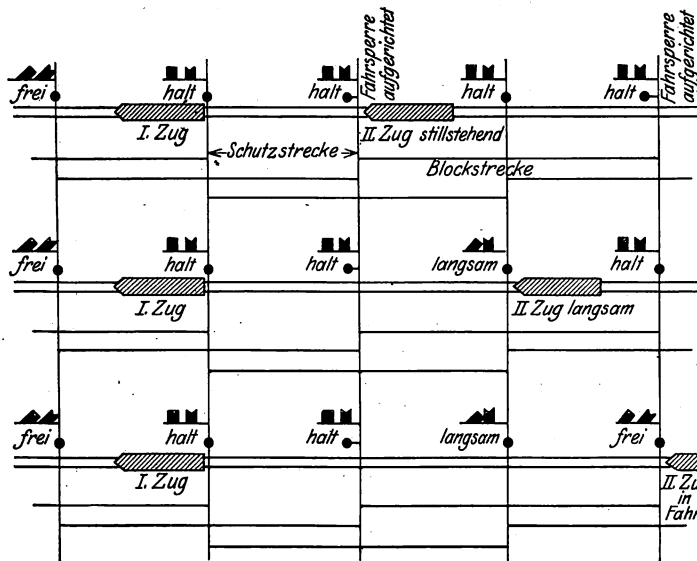 Fahrsperre aufgerichtet
Fahrsperre aufgerichtet
frei halt halt halt halt
I. Zug II. Zug stillstehend
Schutzstrecke
Blockstrecke
frei halt halt langsam halt
I. Zug II Zug langsam
frei halt halt langsam frei
I. Zug
in